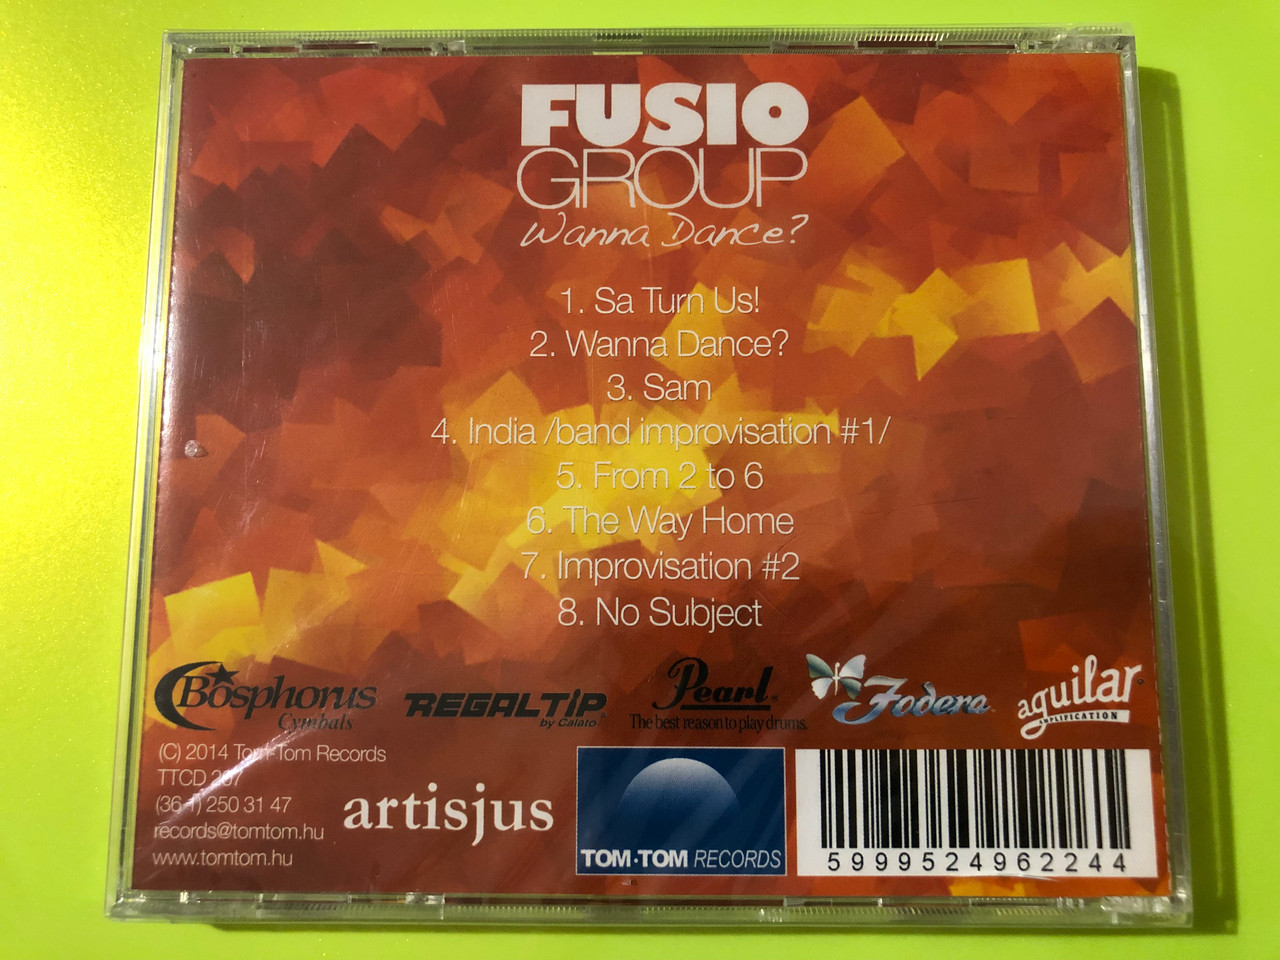 FUSIO
GROUP
Wanna Dance?
1. Sa Turn Us!
2. Wanna Dance?
3. Sam
4. India /band improvisation #1/
5. From 2 to 6
6. The Way Home
7. Improvisation #2
8. No Subject
Bosphorus
Cymbals
REGALTIP
by Calato
Pearl
The best reason to play drums.
Fodera
aguilar
AMPLIFICATION
(C) 2014 Tom-Tom Records
TTCD
(36-1) 250 31 47
records@tomtom.hu
www.tomtom.hu
artisjus
TOM•TOM RECORDS
5999524962244